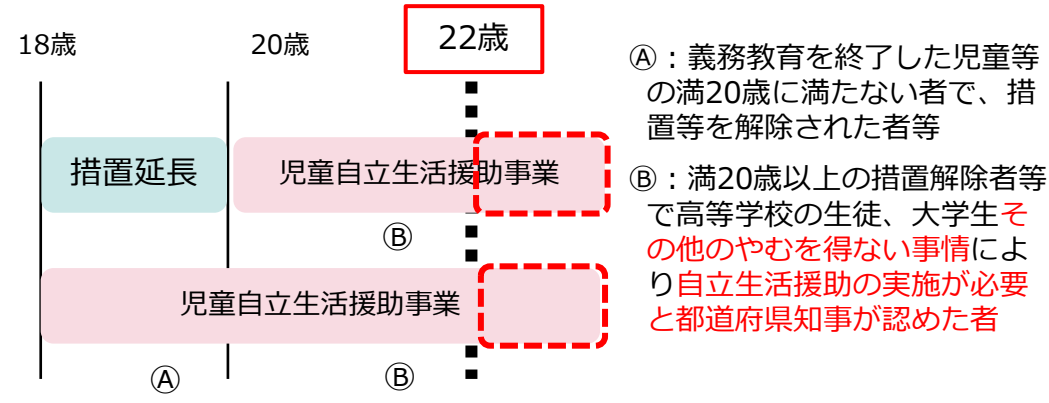 18歳
20歳
22歳
措置延長
児童自立生活援助事業
Ⓑ
児童自立生活援助事業
Ⓐ
Ⓑ
Ⓐ：義務教育を終了した児童等
の満20歳に満たない者で、措
置等を解除された者等
Ⓑ：満20歳以上の措置解除者等
で高等学校の生徒、大学生そ
の他のやむを得ない事情によ
り自立生活援助の実施が必要
と都道府県知事が認めた者